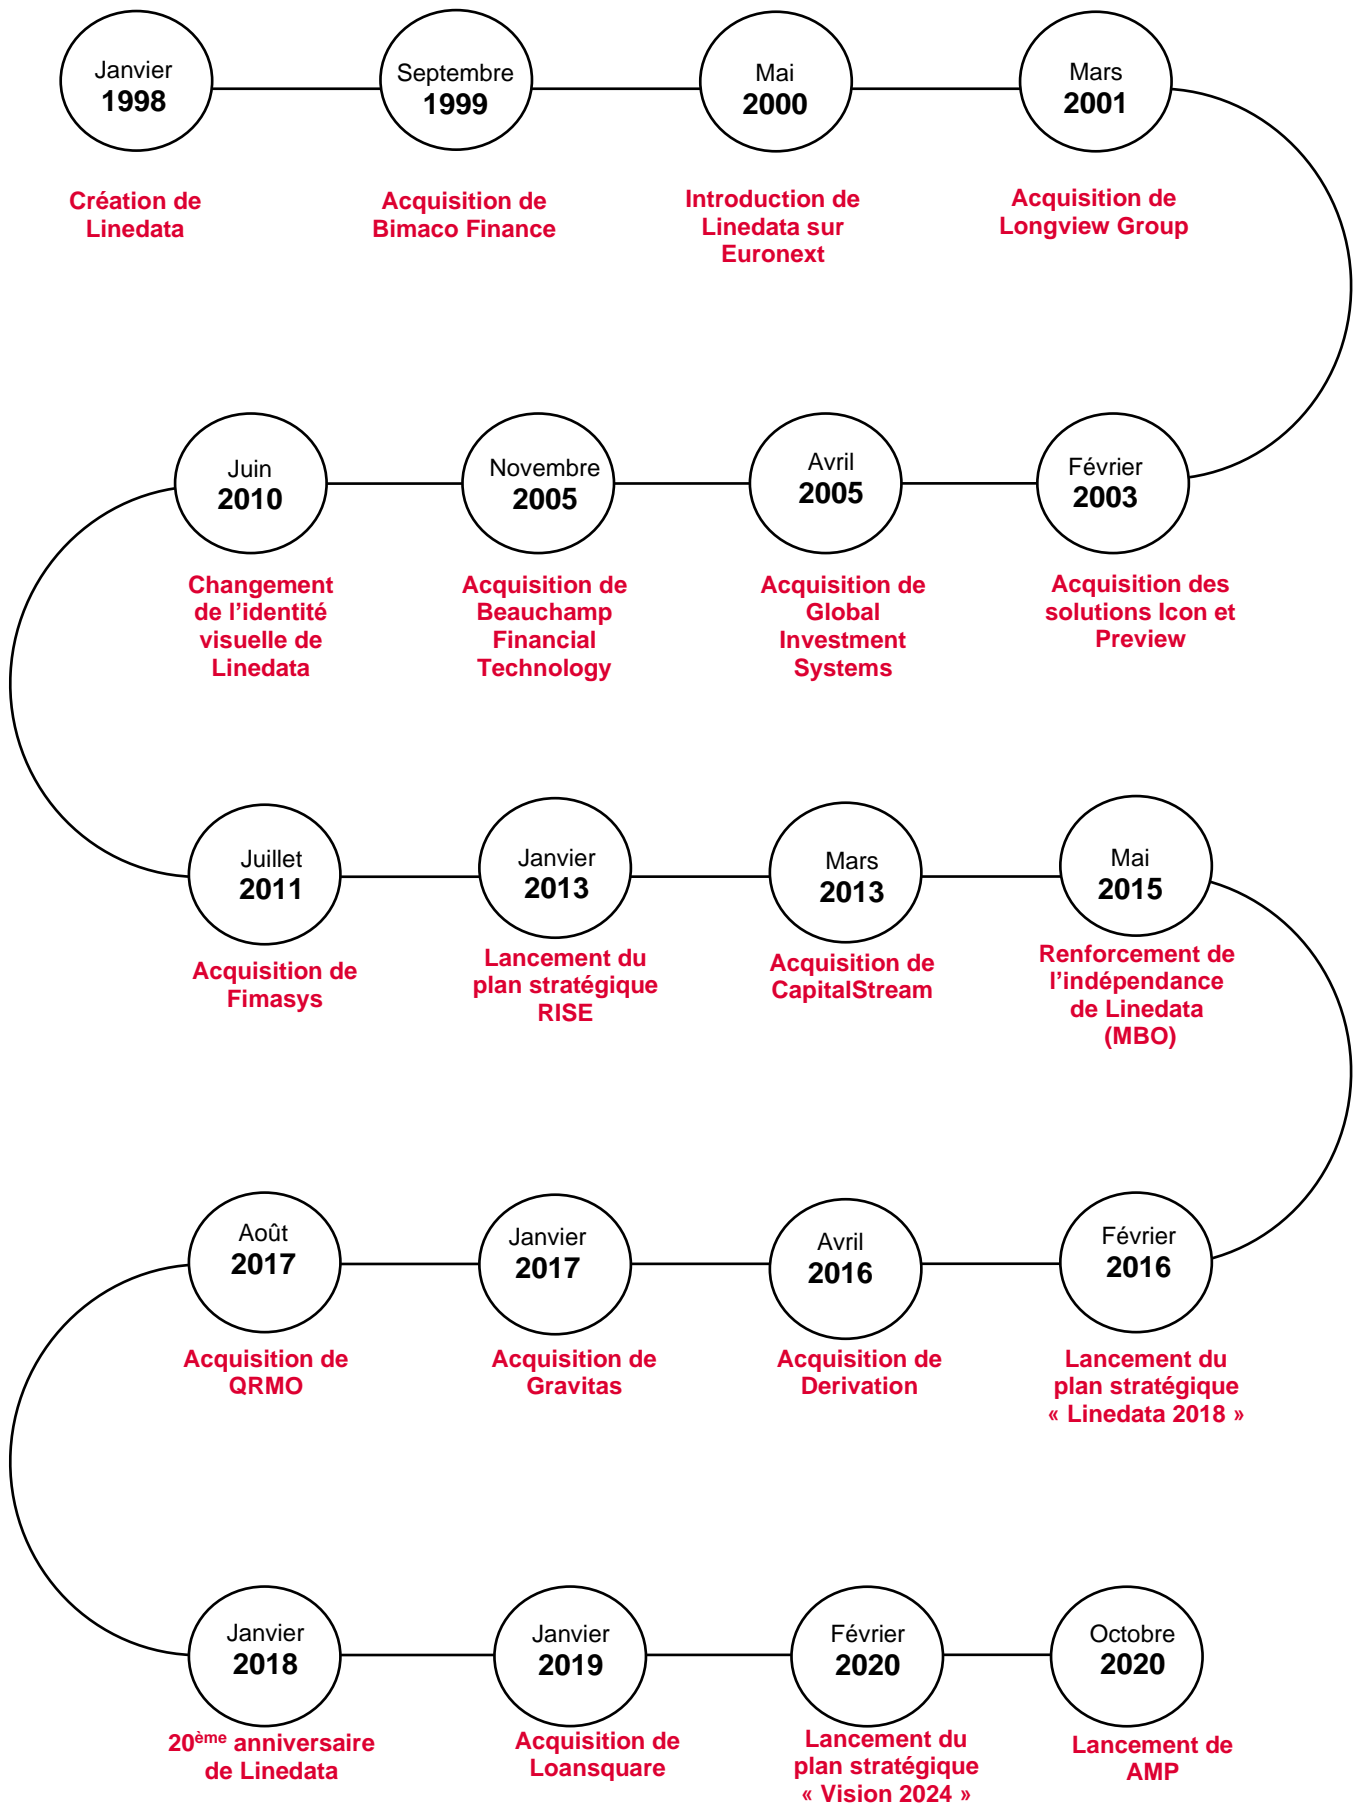 Janvier
1998
Création de
Linedata
Septembre
1999
Acquisition de
Bimaco Finance
Mai
2000
Introduction de
Linedata sur
Euronext
Mars
2001
Acquisition de
Longview Group
Février
2003
Acquisition des
solutions Icon et
Preview
Avril
2005
Acquisition de
Global
Investment
Systems
Novembre
2005
Acquisition de
Beauchamp
Financial
Technology
Juin
2010
Changement
de l’identité
visuelle de
Linedata
Juillet
2011
Acquisition de
Fimasys
Janvier
2013
Lancement du
plan stratégique
RISE
Mars
2013
Acquisition de
CapitalStream
Mai
2015
Renforcement de
l’indépendance
de Linedata
(MBO)
Février
2016
Lancement du
plan stratégique
« Linedata 2018 »
Avril
2016
Acquisition de
Derivation
Janvier
2017
Acquisition de
Gravitas
Août
2017
Acquisition de
QRMO
Janvier
2018
20ème anniversaire
de Linedata
Janvier
2019
Acquisition de
Loansquare
Février
2020
Lancement du
plan stratégique
« Vision 2024 »
Octobre
2020
Lancement de
AMP